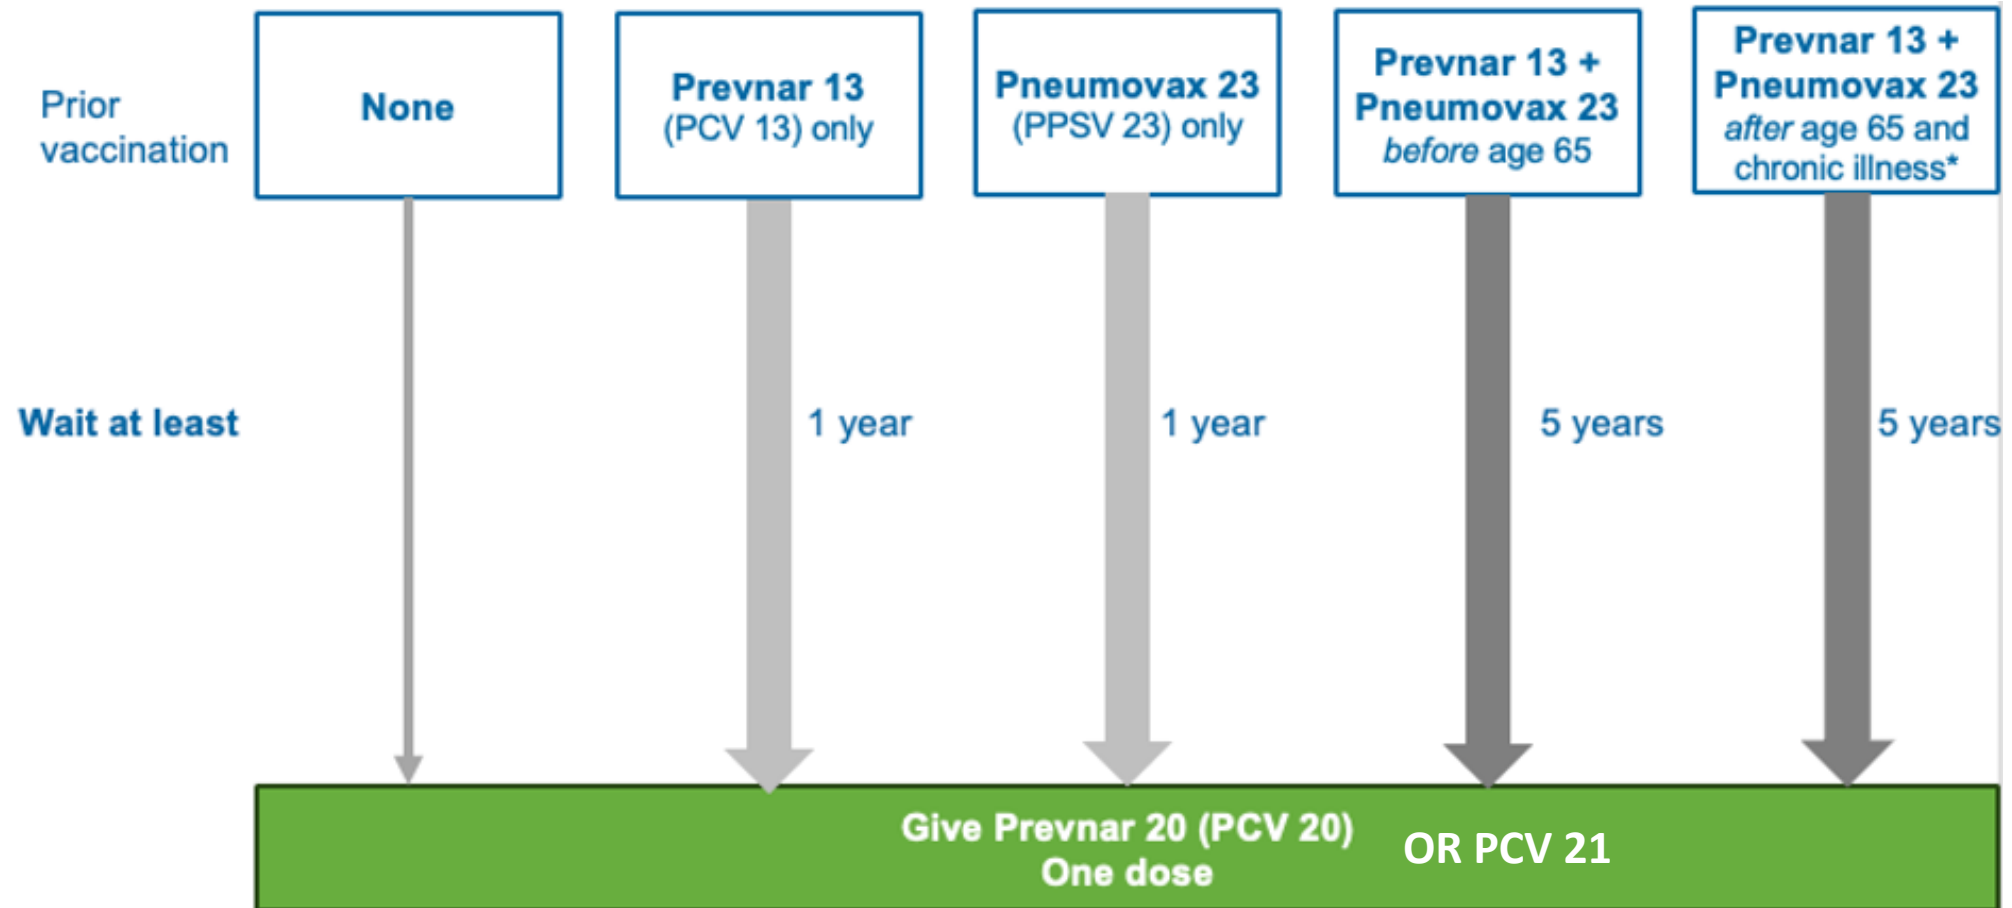 Prior
vaccination
None
Prevnar 13
(PCV 13) only
Pneumovax 23
(PPSV 23) only
Prevnar 13 +
Pneumovax 23
before age 65
Prevnar 13 +
Pneumovax 23
after age 65 and
chronic illness*
Wait at least
1 year
1 year
5 years
5 years
Give Prevnar 20 (PCV 20)
One dose
OR PCV 21